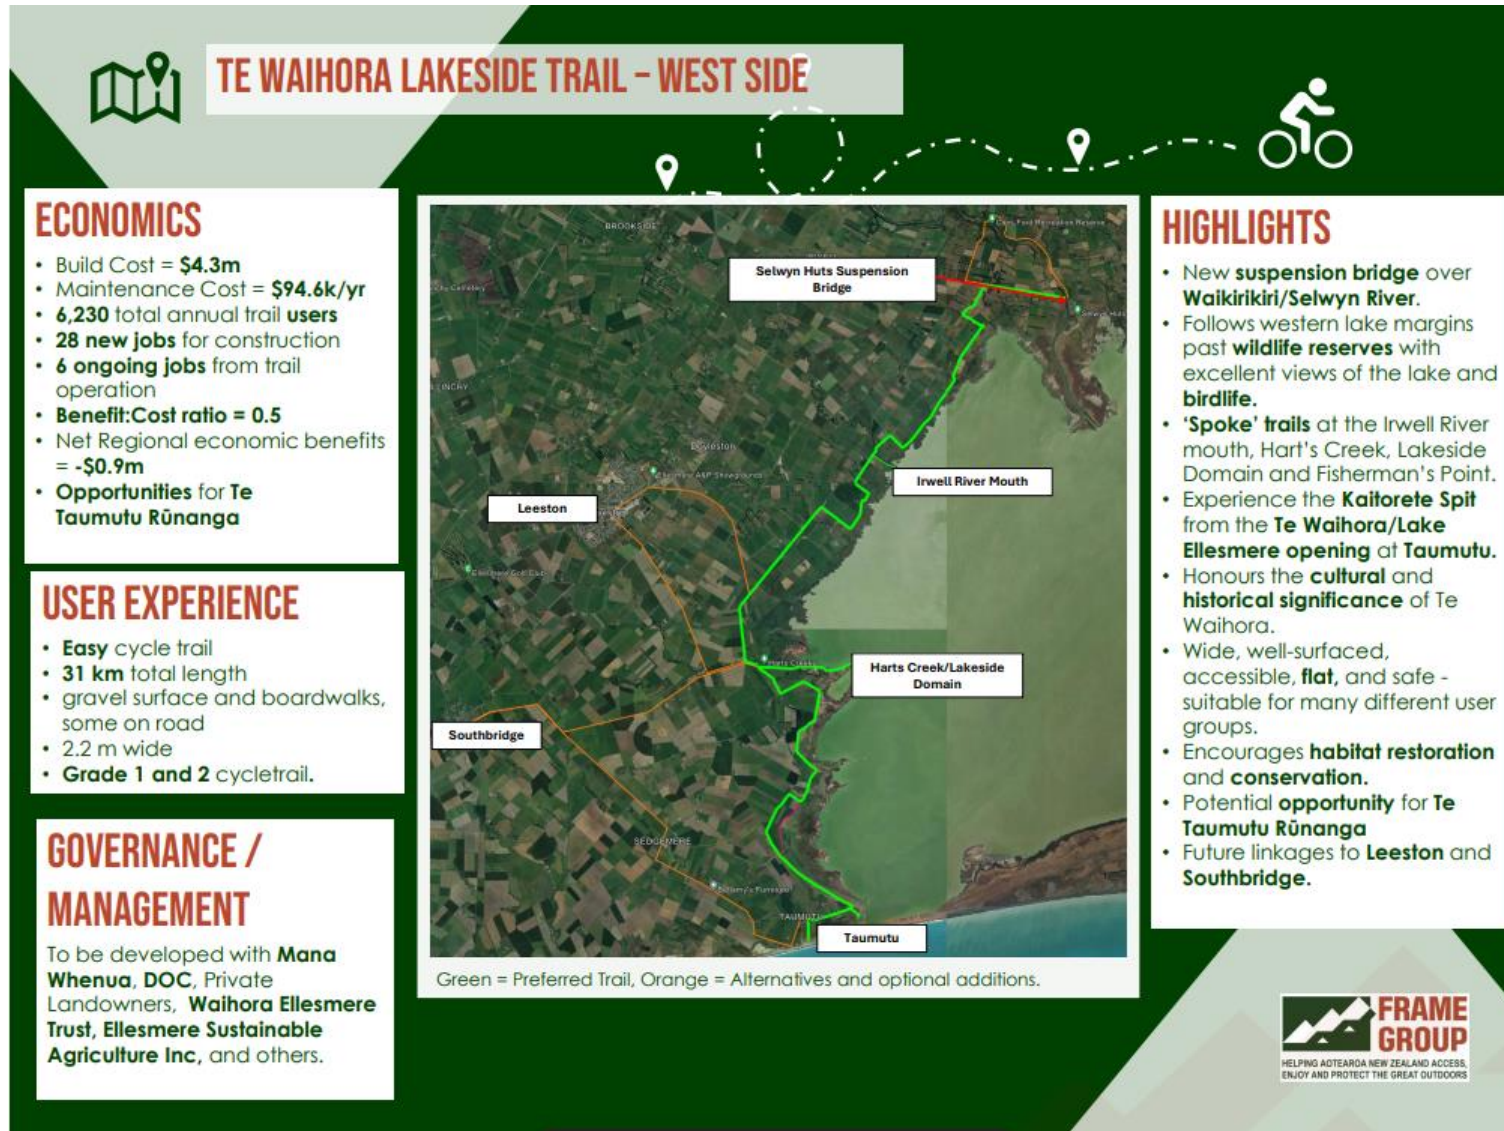 TE WAIHORA LAKESIDE TRAIL – WEST SIDE
ECONOMICS
• Build Cost = $4.3m
• Maintenance Cost = $94.6k/yr
• 6,230 total annual trail users
• 28 new jobs for construction
• 6 ongoing jobs from trail
operation
• Benefit:Cost ratio = 0.5
• Net Regional economic benefits
= -$0.9m
• Opportunities for Te
Taumutu Rūnanga
USER EXPERIENCE
• Easy cycle trail
• 31 km total length
• gravel surface and boardwalks,
some on road
• 2.2 m wide
• Grade 1 and 2 cycletrail.
GOVERNANCE /
MANAGEMENT
To be developed with Mana
Whenua, DOC, Private
Landowners, Waihora Ellesmere
Trust, Ellesmere Sustainable
Agriculture Inc, and others.
BROOKSIDE
Selwyn Huts Suspension
Bridge
Selwyn Huts
Irwell River Mouth
Leeston
Harts Creek
Harts Creek/Lakeside
Domain
Southbridge
SEDGEMERE
TAUMUTU
Taumutu
Green = Preferred Trail, Orange = Alternatives and optional additions.
HIGHLIGHTS
• New suspension bridge over
Waikirikiri/Selwyn River.
• Follows western lake margins
past wildlife reserves with
excellent views of the lake and
birdlife.
• ‘Spoke’ trails at the Irwell River
mouth, Hart’s Creek, Lakeside
Domain and Fisherman’s Point.
• Experience the Kaitorete Spit
from the Te Waihora/Lake
Ellesmere opening at Taumutu.
• Honours the cultural and
historical significance of Te
Waihora.
• Wide, well-surfaced,
accessible, flat, and safe -
suitable for many different user
groups.
• Encourages habitat restoration
and conservation.
• Potential opportunity for Te
Taumutu Rūnanga
• Future linkages to Leeston and
Southbridge.
FRAME
GROUP
HELPING AOTEAROA NEW ZEALAND ACCESS,
ENJOY AND PROTECT THE GREAT OUTDOORS